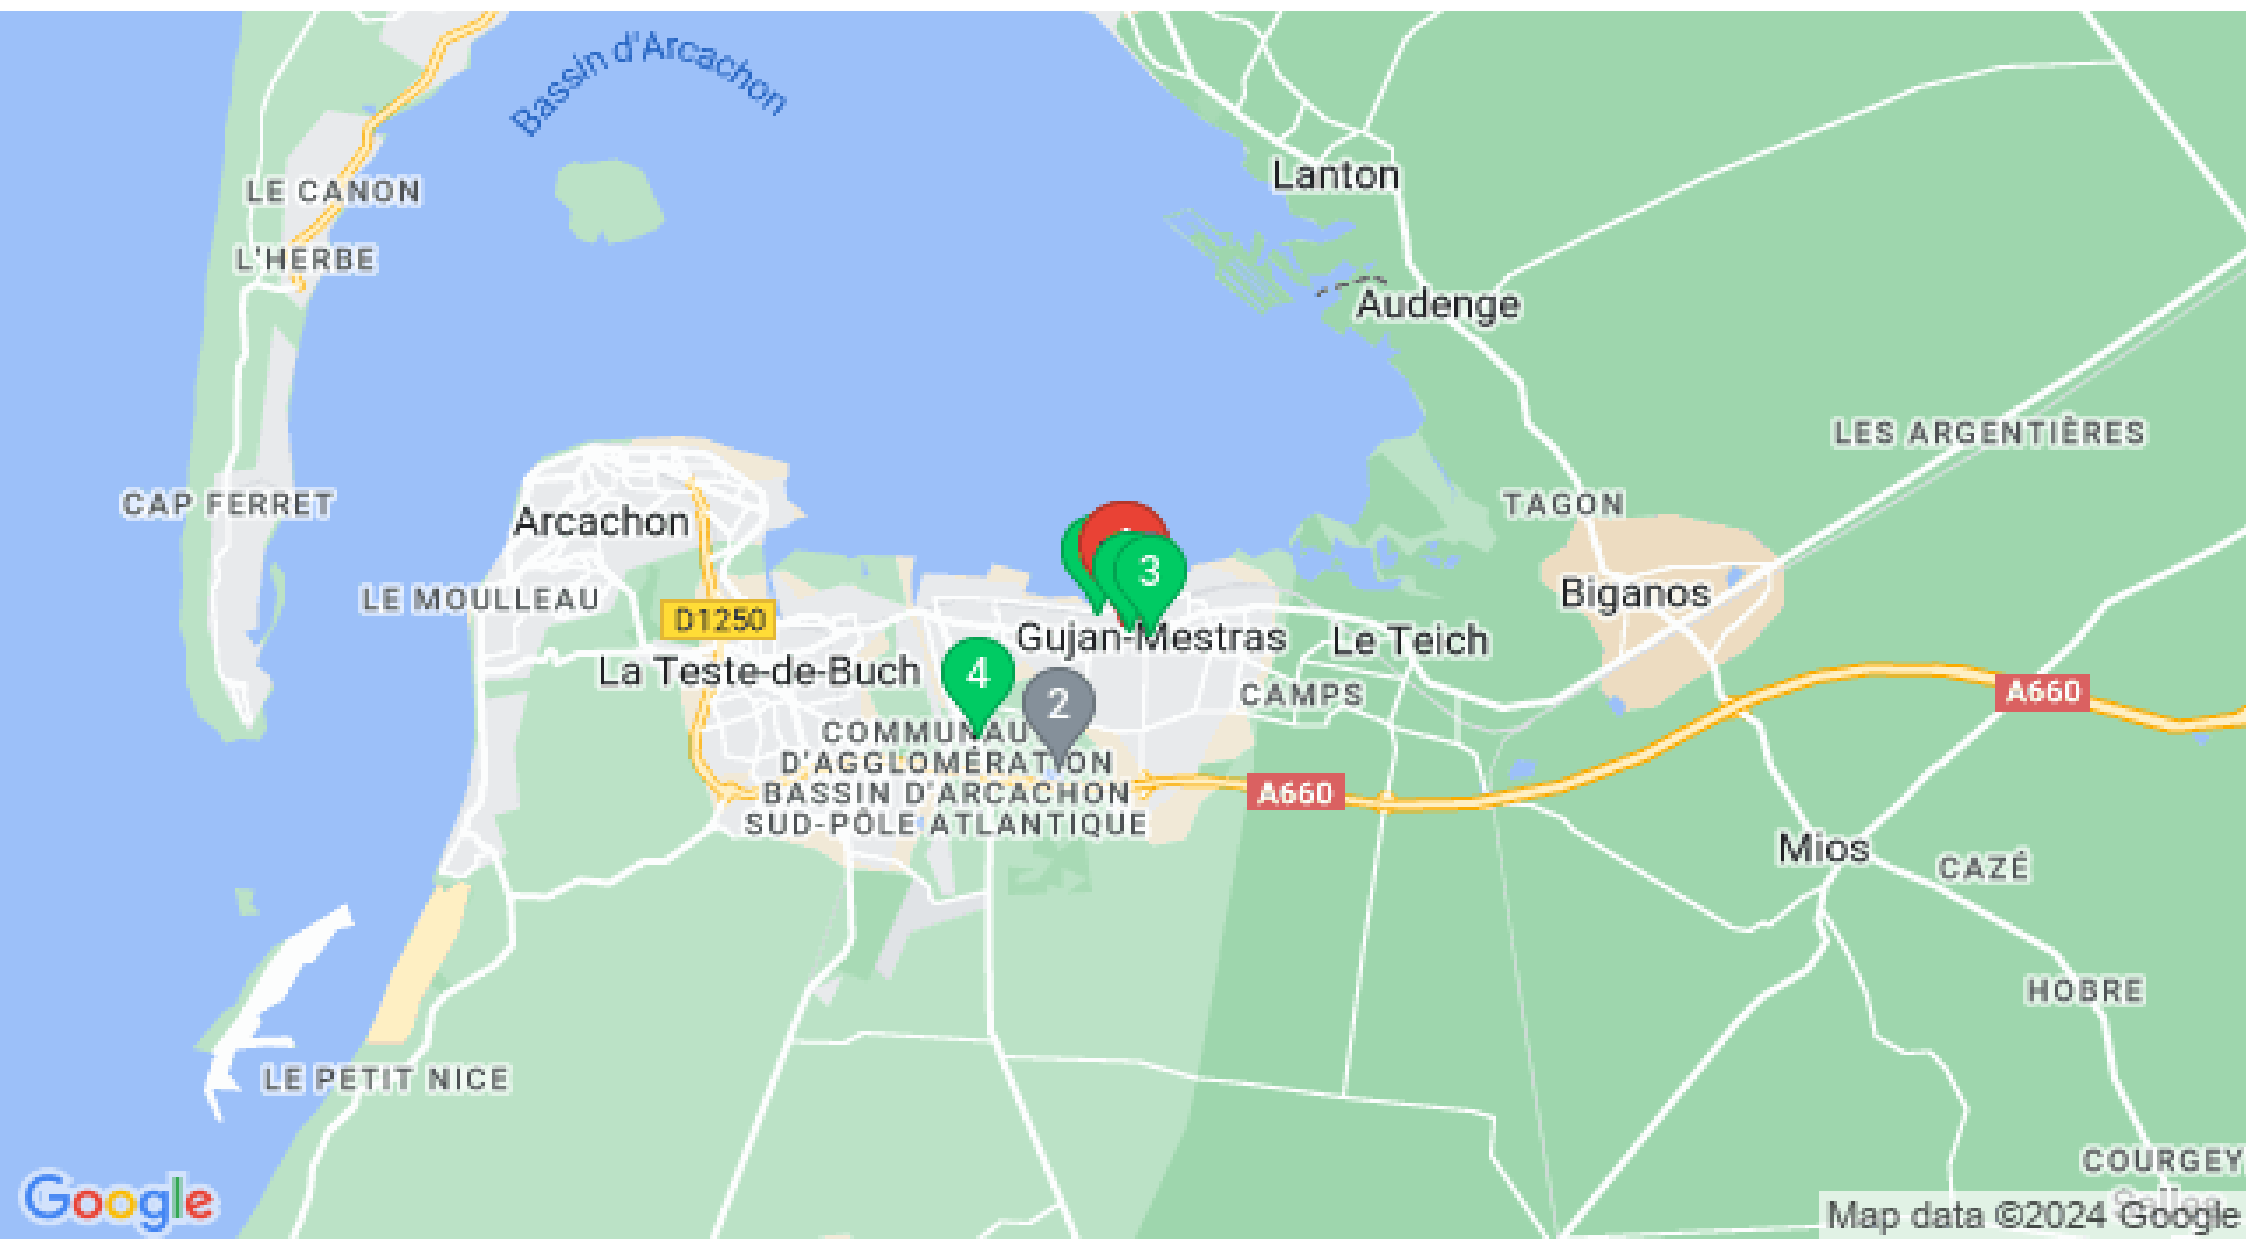 Bassin d'Arcachon
Lanton
LE CANON
L'HERBE
Audenge
LES ARGENTIÈRES
CAP FERRET
TAGON
Arcachon
3
Biganos
LE MOULLEAU
D1250
Gujan-Mestras
Le Teich
La Teste-de-Buch
4
2
CAMPS
A660
COMMUNAU
D'AGGLOMÉRATION
BASSIN D'ARCACHON
SUD-PÔLE ATLANTIQUE
A660
Mios
CAZÉ
HOBRE
LE PETIT NICE
COURGEY
Google
Map data ©2024 Google